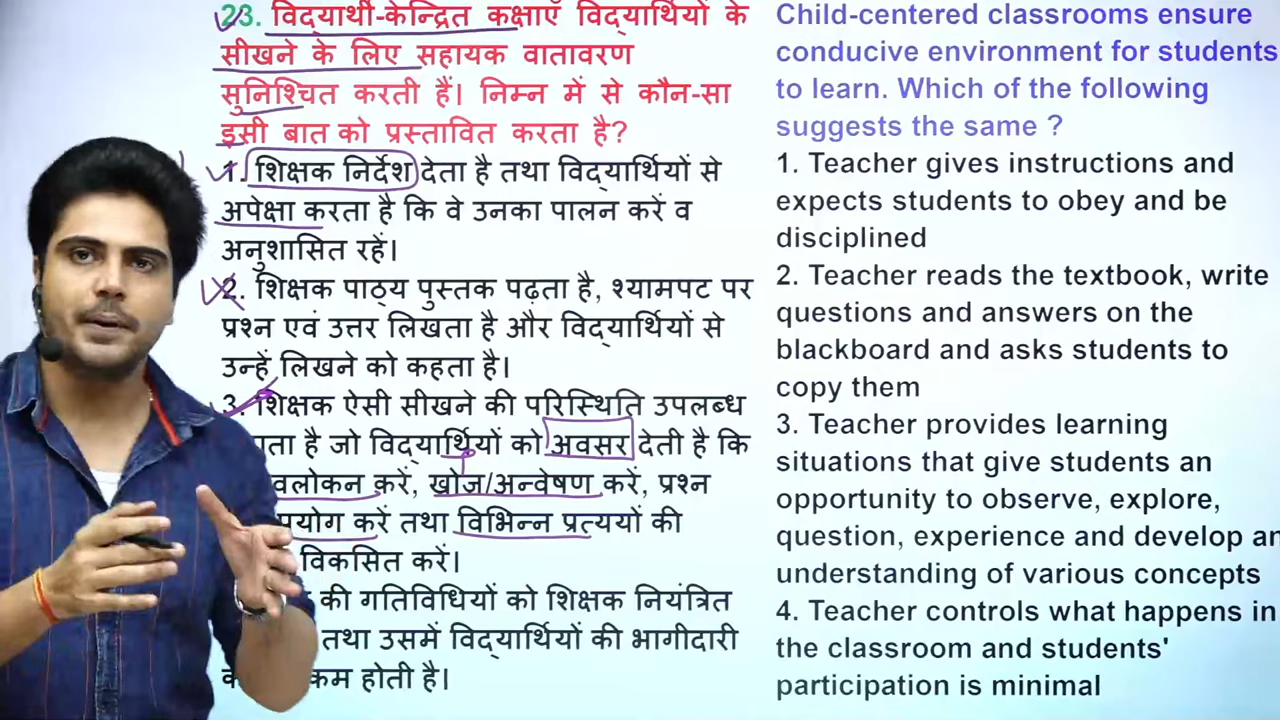 23. विद्यार्थी-केन्द्रित कक्षाएँ विद्यार्थियों के
सीखने के लिए सहायक वातावरण
सुनिश्चित करती हैं। निम्न में से कौन-सा
इसी बात को प्रस्तावित करता है?
1. शिक्षक निर्देश देता है तथा विद्यार्थियों से
अपेक्षा करता है कि वे उनका पालन करें व
अनुशासित रहें।
2. शिक्षक पाठ्य पुस्तक पढ़ता है, श्यामपट पर
प्रश्न एवं उत्तर लिखता है और विद्यार्थियों से
उन्हें लिखने को कहता है।
3. शिक्षक ऐसी सीखने की परिस्थिति उपलब्ध
है जो विद्यार्थियों को अवसर देती है कि
करें, खोज/अन्वेषण करें, प्रश्न
करें तथा विभिन्न प्रत्ययों की
विकसित करें।
की गतिविधियों को शिक्षक नियंत्रित
तथा उसमें विद्यार्थियों की भागीदारी
कम होती है।
Child-centered classrooms ensure
conducive environment for students
to learn. Which of the following
suggests the same ?
1. Teacher gives instructions and
expects students to obey and be
disciplined
2. Teacher reads the textbook, write
questions and answers on the
blackboard and asks students to
copy them
3. Teacher provides learning
situations that give students an
opportunity to observe, explore,
question, experience and develop an
understanding of various concepts
4. Teacher controls what happens in
the classroom and students'
participation is minimal